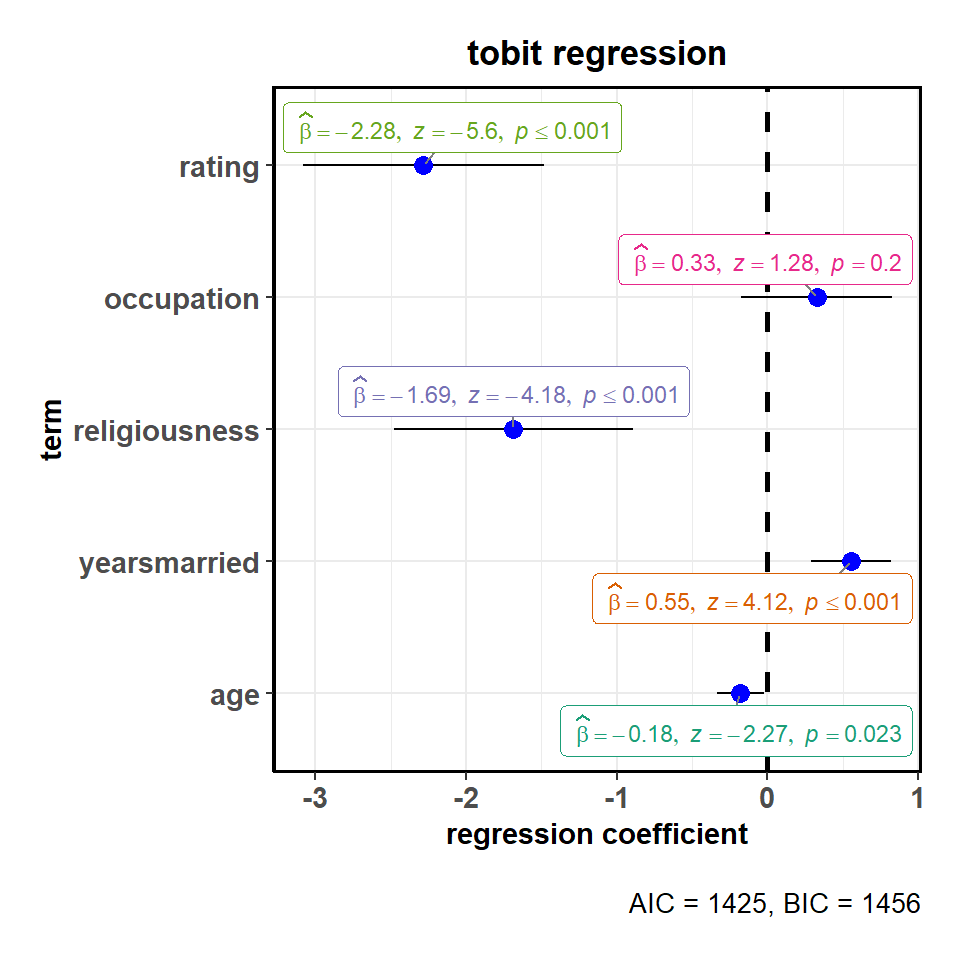 tobit regression
β̂ = −2.28, z = −5.6, p ≤ 0.001
rating
β̂ = 0.33, z = 1.28, p = 0.2
occupation
β̂ = −1.69, z = −4.18, p ≤ 0.001
term
religiousness
yearsmarried
β̂ = 0.55, z = 4.12, p ≤ 0.001
age
β̂ = −0.18, z = −2.27, p = 0.023
-3 -2 -1 0 1
regression coefficient
AIC = 1425, BIC = 1456